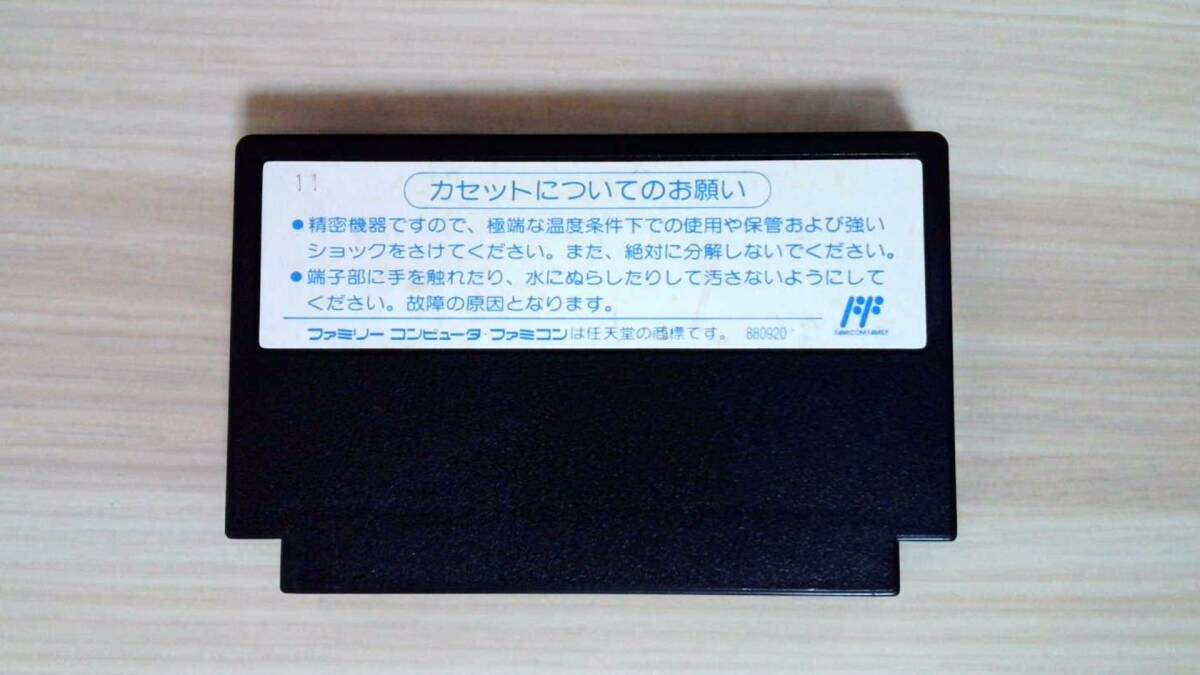 11
カセットについてのお願い
●精密機器ですので、極端な温度条件下での使用や保管および強い
ショックをさけてください。また、絶対に分解しないでください。
●端子部に手を触れたり、水にぬらしたりして汚さないようにして
ください。故障の原因となります。
FAMICOM FAMILY
ファミリー コンピュータ・ファミコンは任天堂の商標です。 880920